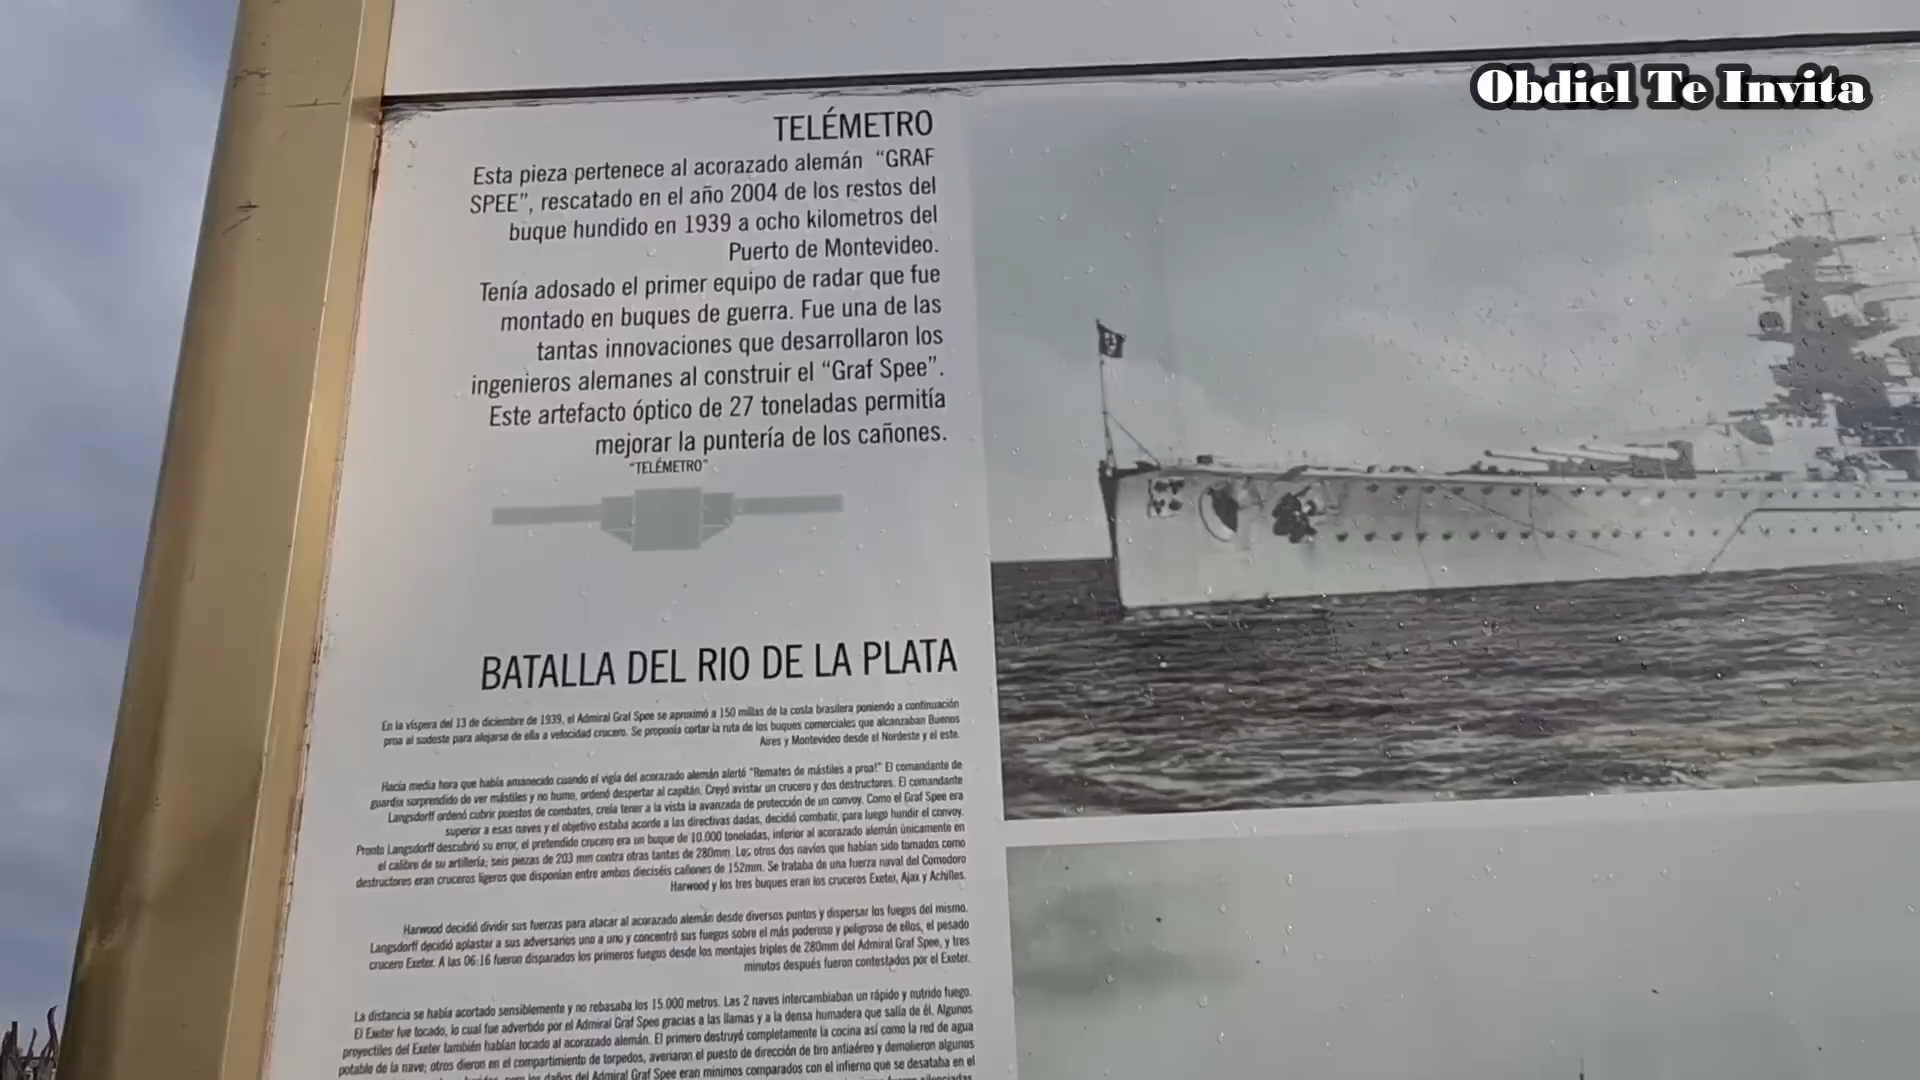 Obdiel Te Invita
TELÉMETRO
Esta pieza pertenece al acorazado alemán "GRAF
SPEE", rescatado en el año 2004 de los restos del
buque hundido en 1939 a ocho kilometros del
Puerto de Montevideo.
Tenía adosado el primer equipo de radar que fue
montado en buques de guerra. Fue una de las
tantas innovaciones que desarrollaron los
ingenieros alemanes al construir el "Graf Spee".
Este artefacto óptico de 27 toneladas permitía
mejorar la puntería de los cañones.
"TELÉMETRO"
BATALLA DEL RIO DE LA PLATA
En la víspera del 13 de diciembre de 1939, el Admiral Graf Spee se aproximó a 150 millas de la costa brasilera poniendo a continuación
proa al sudeste para alejarse de ella a velocidad crucero. Se proponía cortar la ruta de los buques comerciales que alcanzaban Buenos
Aires y Montevideo desde el Nordeste y el este.
Hacía media hora que había amanecido cuando el vigía del acorazado alemán alertó "Remates de mástiles a proa!" El comandante de
guardia sorprendido de ver mástiles y no humo, ordenó despertar al capitán. Creyó avistar un crucero y dos destructores. El comandante
Langsdorff ordenó cubrir puestos de combates, creía tener a la vista la avanzada de protección de un convoy. Como el Graf Spee era
superior a esas naves y el objetivo estaba acorde a las directivas dadas, decidió combatir, para luego hundir el convoy.
Pronto Langsdorff descubrió su error, el pretendido crucero era un buque de 10.000 toneladas, inferior al acorazado alemán únicamente en
el calibre de su artillería; seis piezas de 203 mm contra otras tantas de 280mm. Los otros dos navíos que habían sido tomados como
destructores eran cruceros ligeros que disponían entre ambos dieciséis cañones de 152mm. Se trataba de una fuerza naval del Comodoro
Harwood y los tres buques eran los cruceros Exeter, Ajax y Achilles.
Harwood decidió dividir sus fuerzas para atacar al acorazado alemán desde diversos puntos y dispersar los fuegos del mismo.
Langsdorff decidió aplastar a sus adversarios uno a uno y concentró sus fuegos sobre el más poderoso y peligroso de ellos, el pesado
crucero Exeter. A las 06:16 fueron disparados los primeros fuegos desde los montajes triples de 280mm del Admiral Graf Spee, y tres
minutos después fueron contestados por el Exeter.
La distancia se había acortado sensiblemente y no rebasaba los 15.000 metros. Las 2 naves intercambiaban un rápido y nutrido fuego.
El Exeter fue tocado, lo cual fue advertido por el Admiral Graf Spee gracias a las llamas y a la densa humadera que salía de él. Algunos
proyectiles del Exeter también habían tocado al acorazado alemán. El primero destruyó completamente la cocina así como la red de agua
potable de la nave; otros dieron en el compartimiento de torpedos, averiaron el puesto de dirección de tiro antiaéreo y demolieron algunos
los daños del Admiral Graf Spee eran mínimos comparados con el infierno que se desataba en el